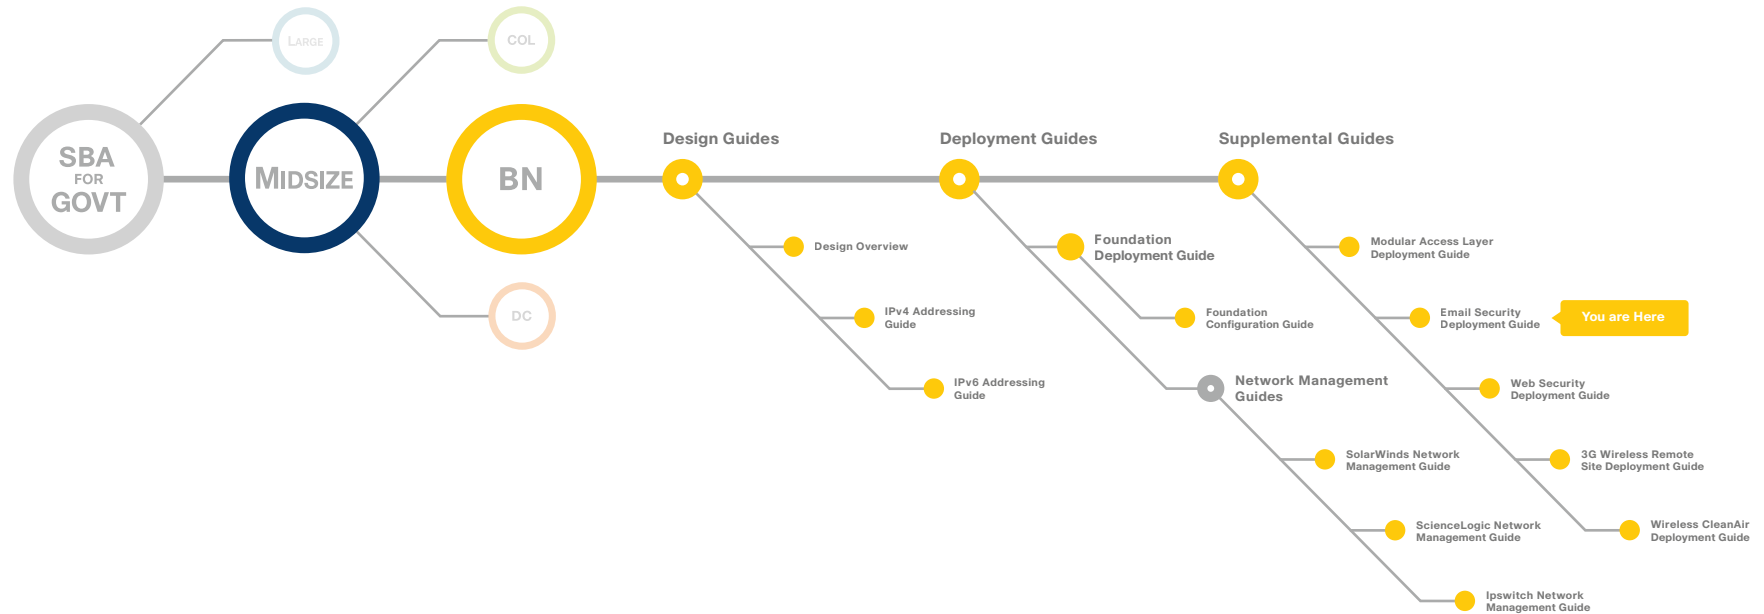 LARGE
COL
SBA
FOR
GOVT
MIDSIZE
BN
DC
Design Guides
Design Overview
IPv4 Addressing
Guide
IPv6 Addressing
Guide
Deployment Guides
Foundation
Deployment Guide
Foundation
Configuration Guide
Network Management
Guides
SolarWinds Network
Management Guide
ScienceLogic Network
Management Guide
Ipswitch Network
Management Guide
Supplemental Guides
Modular Access Layer
Deployment Guide
Email Security
Deployment Guide
You are Here
Web Security
Deployment Guide
3G Wireless Remote
Site Deployment Guide
Wireless CleanAir
Deployment Guide